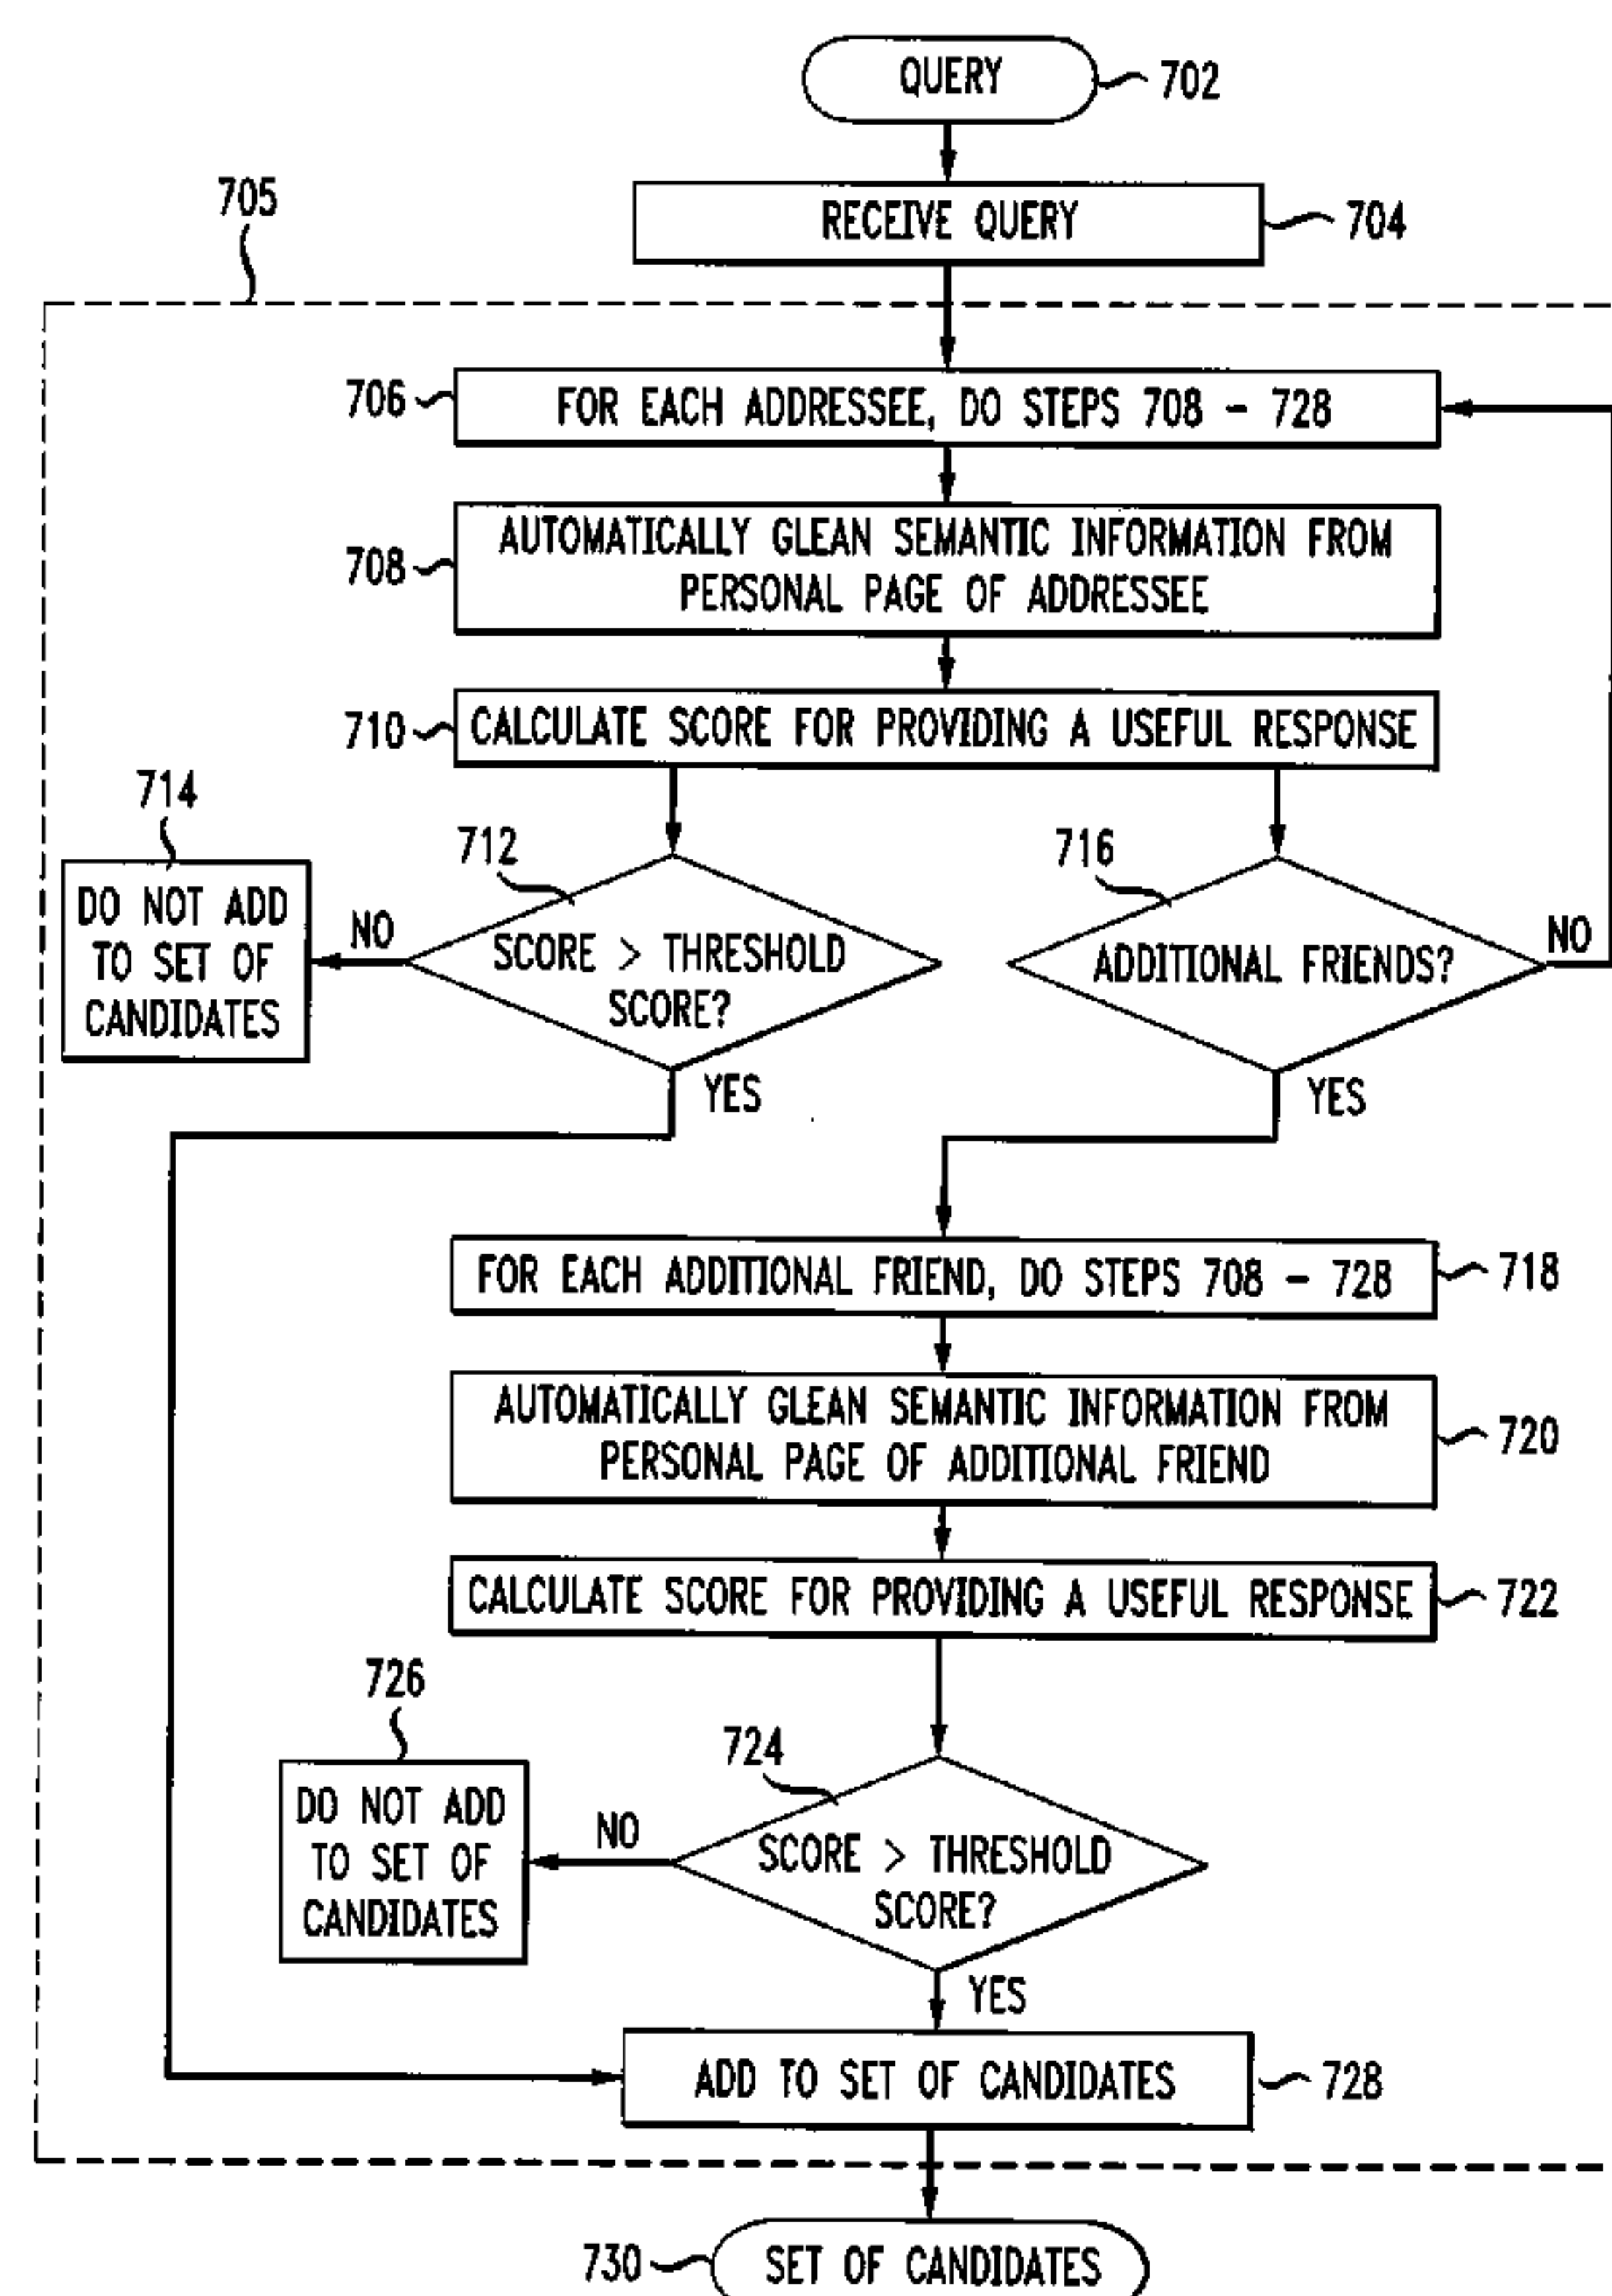 QUERY
702
RECEIVE QUERY
704
705
706
FOR EACH ADDRESSEE, DO STEPS 708 – 728
708
AUTOMATICALLY GLEAN SEMANTIC INFORMATION FROM
PERSONAL PAGE OF ADDRESSEE
710
CALCULATE SCORE FOR PROVIDING A USEFUL RESPONSE
714
DO NOT ADD
TO SET OF
CANDIDATES
NO
712
SCORE > THRESHOLD
SCORE?
YES
716
ADDITIONAL FRIENDS?
NO
YES
FOR EACH ADDITIONAL FRIEND, DO STEPS 708 – 728
718
AUTOMATICALLY GLEAN SEMANTIC INFORMATION FROM
PERSONAL PAGE OF ADDITIONAL FRIEND
720
CALCULATE SCORE FOR PROVIDING A USEFUL RESPONSE
722
726
DO NOT ADD
TO SET OF
CANDIDATES
NO
724
SCORE > THRESHOLD
SCORE?
YES
ADD TO SET OF CANDIDATES
728
730
SET OF CANDIDATES